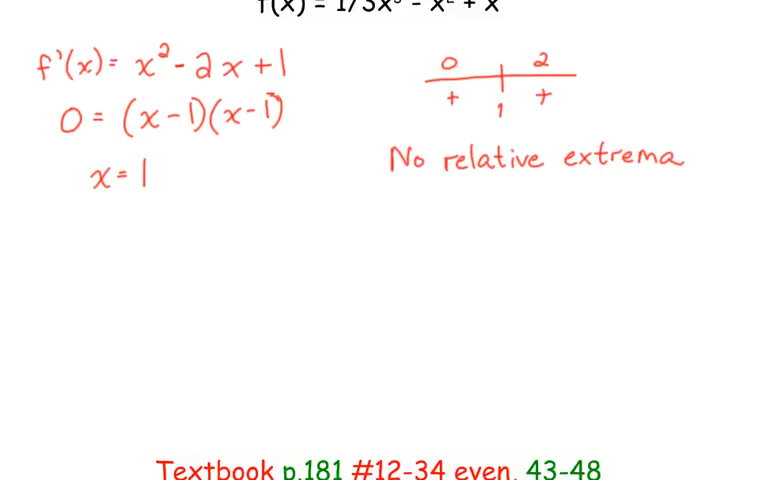 f(x) = 1/3x³ - x² + x
f'(x) = x² - 2x + 1
0 = (x - 1)(x - 1)
x = 1
0 2
+ 1 +
No relative extrema
Textbook p.181 #12-34 even, 43-48